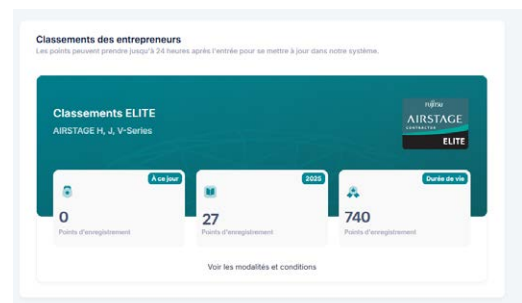 Classements des entrepreneurs
Les points peuvent prendre jusqu'à 24 heures après l'entrée pour se mettre à jour dans notre système.
Classements ELITE
AIRSTAGE H, J, V-Series
FUJITSU
AIRSTAGE
CONTRACTOR
ELITE
À ce jour
0
Points d'enregistrement
2025
27
Points d'enregistrement
Durée de vie
740
Points d'enregistrement
Voir les modalités et conditions